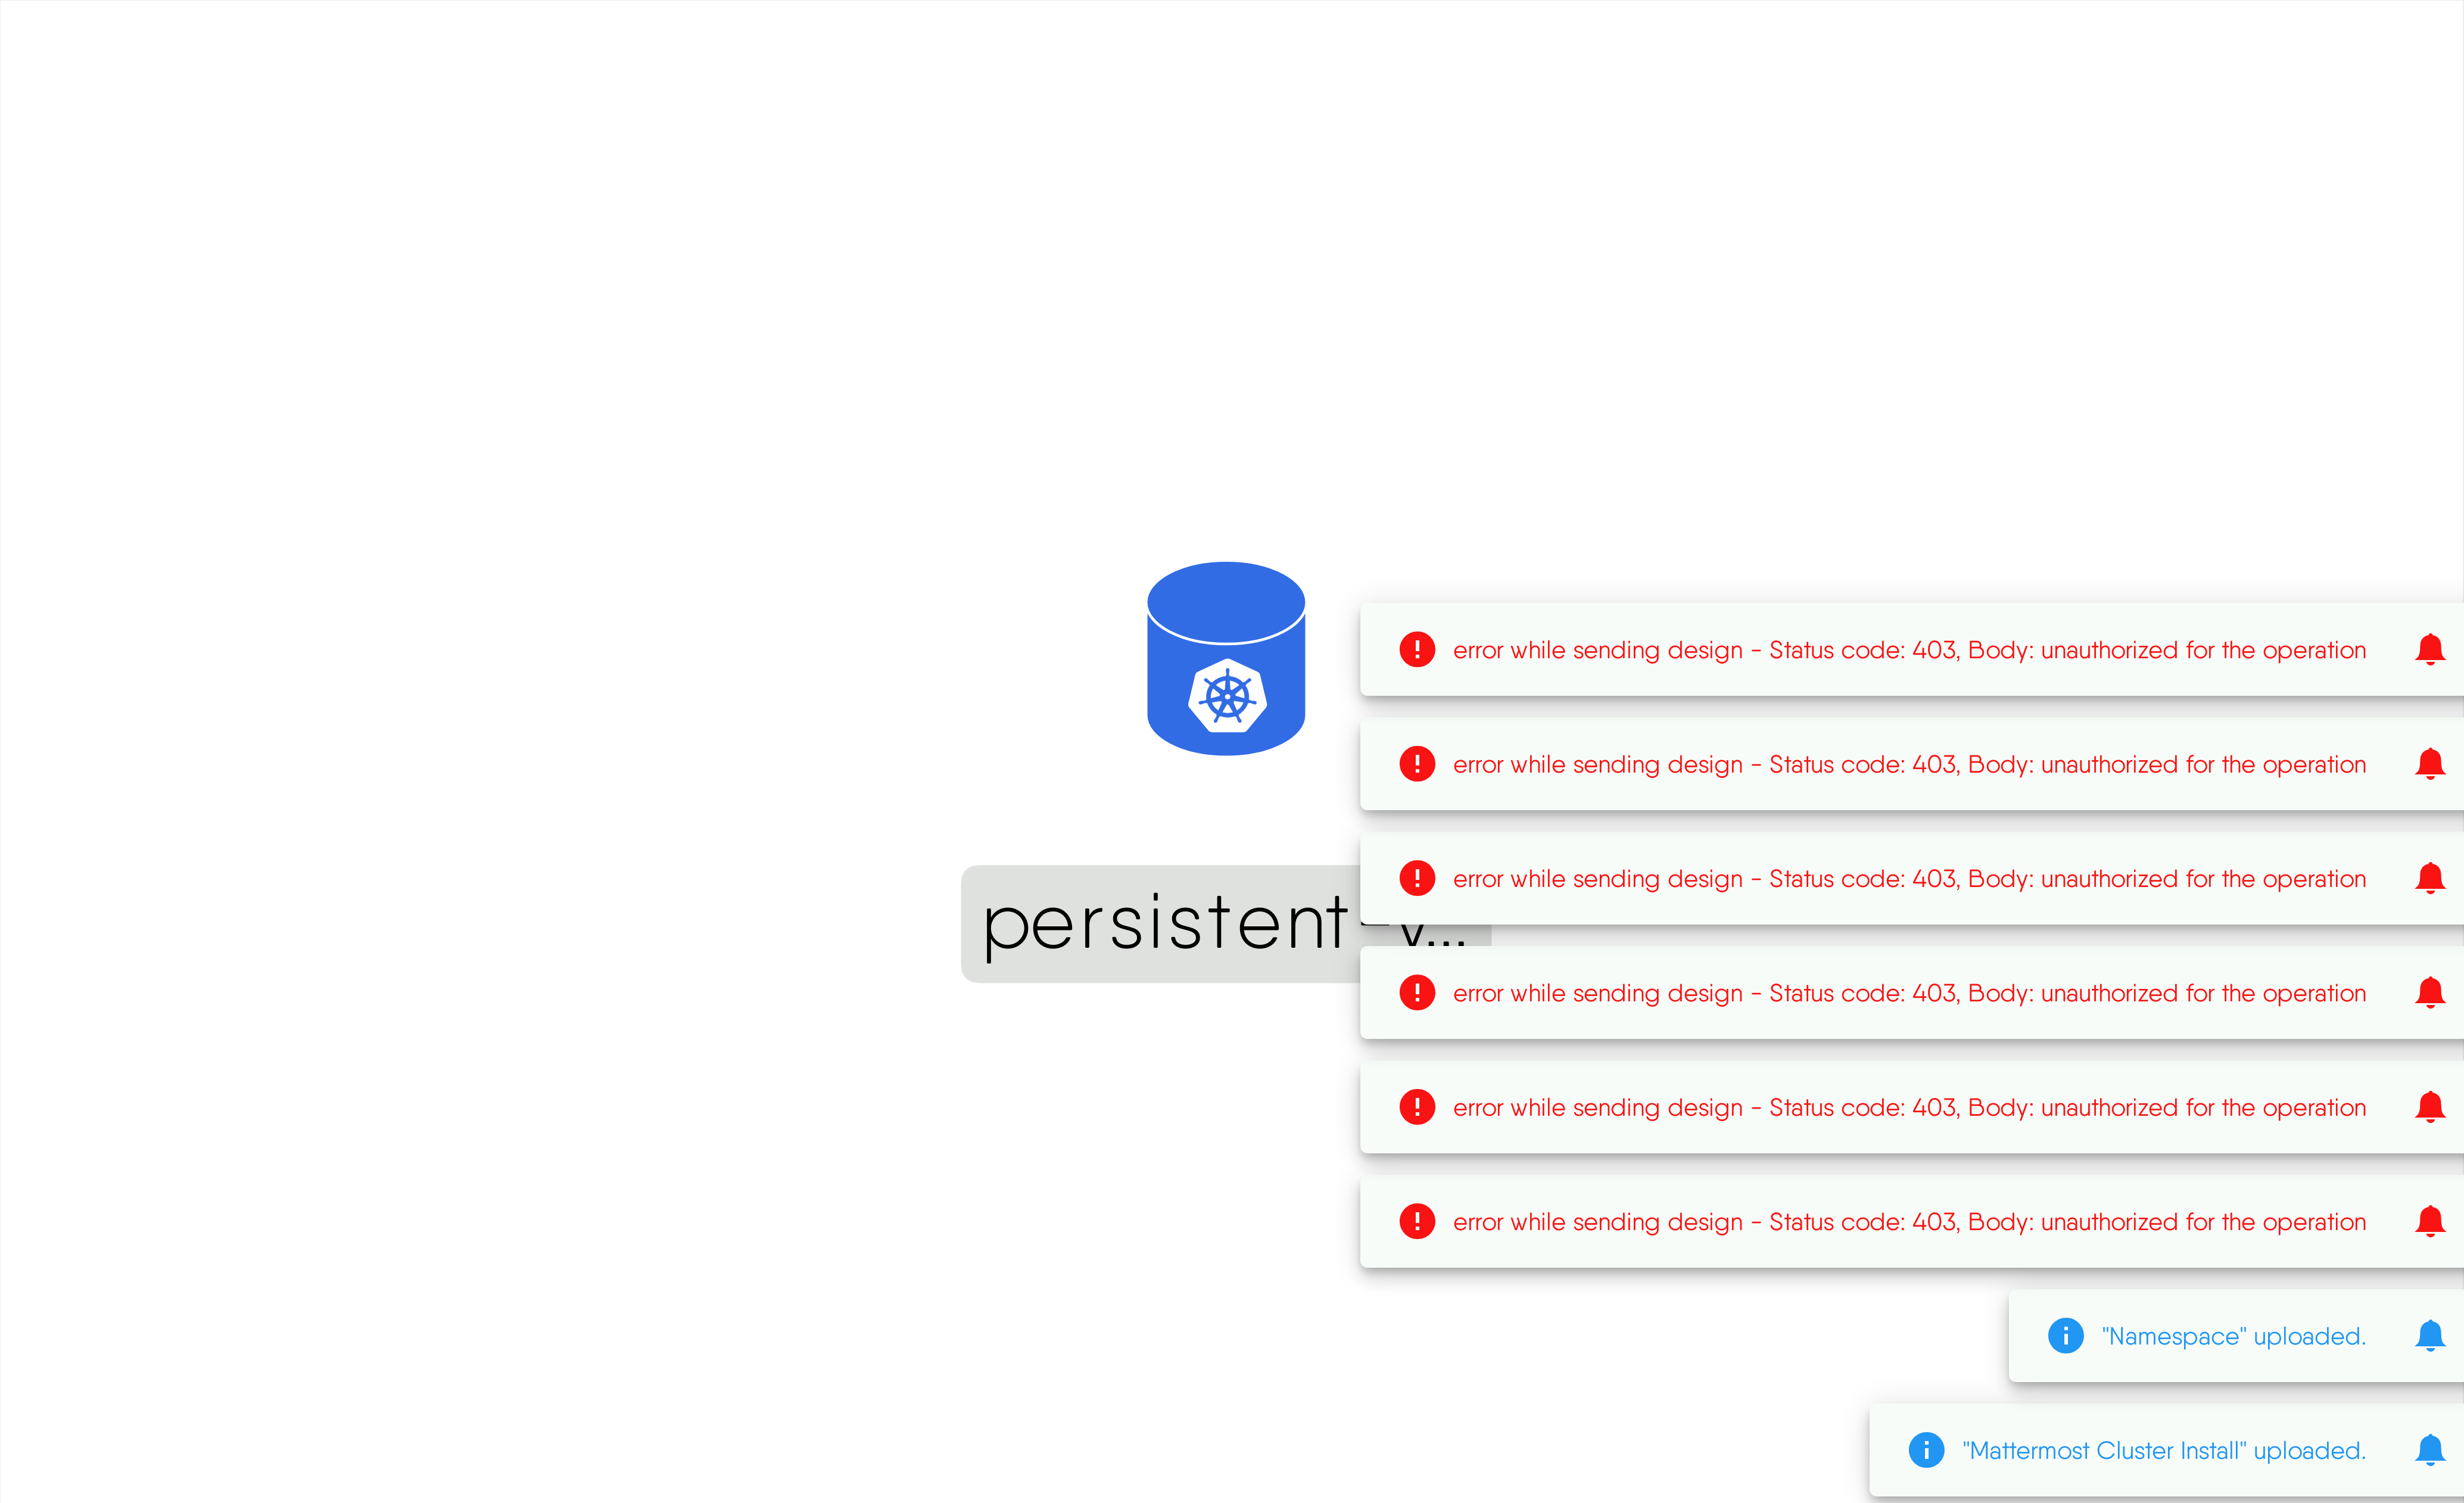 error while sending design - Status code: 403, Body: unauthorized for the operation
error while sending design - Status code: 403, Body: unauthorized for the operation
error while sending design - Status code: 403, Body: unauthorized for the operation
persistent-v...
error while sending design - Status code: 403, Body: unauthorized for the operation
error while sending design - Status code: 403, Body: unauthorized for the operation
error while sending design - Status code: 403, Body: unauthorized for the operation
"Namespace" uploaded.
"Mattermost Cluster Install" uploaded.